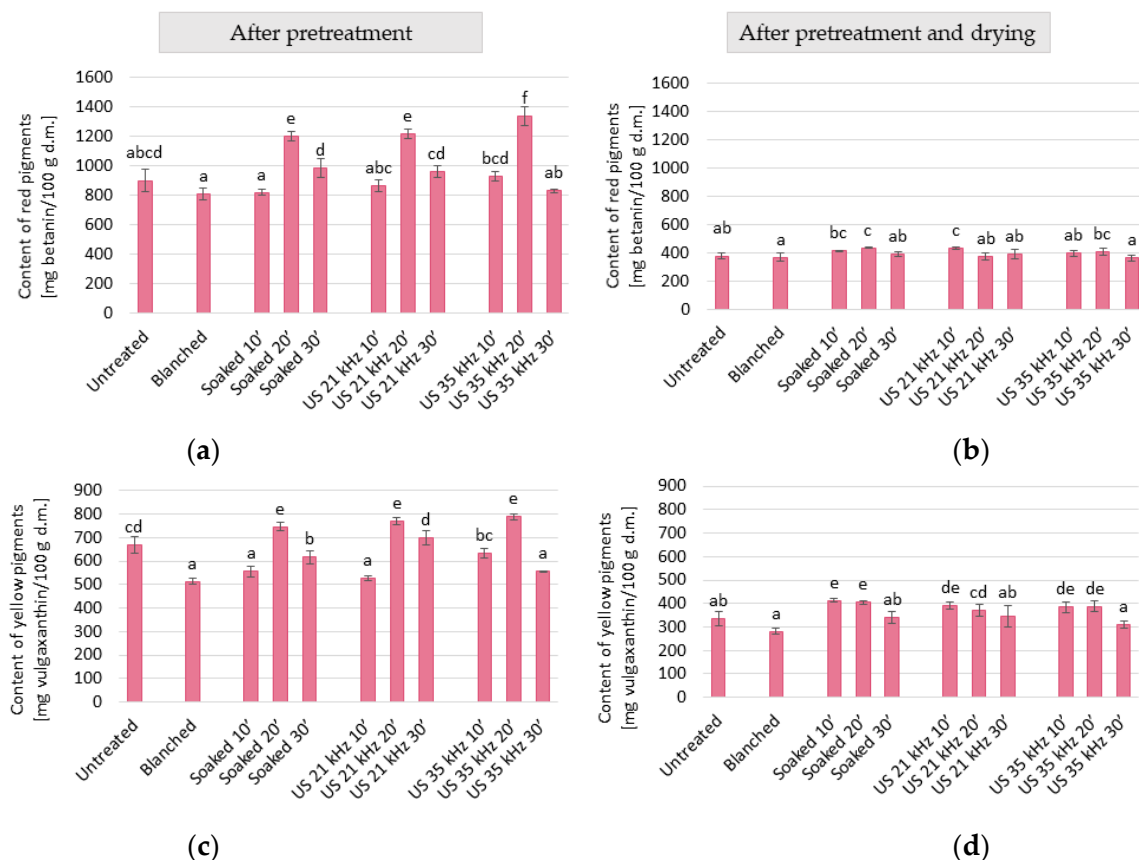 After pretreatment
After pretreatment and drying
Content of red pigments
[mg betanin/100 g d.m.]
1600
1400
1200
1000
800
600
400
200
0
abcd
a
a
e
d
abc
e
cd
bcd
f
ab
Untreated
Blanched
Soaked 10'
Soaked 20'
Soaked 30'
US 21 kHz 10'
US 21 kHz 20'
US 21 kHz 30'
US 35 kHz 10'
US 35 kHz 20'
US 35 kHz 30'
(a)
Content of red pigments
[mg betanin/100 g d.m.]
1600
1400
1200
1000
800
600
400
200
0
ab
a
bc
c
ab
c
ab
ab
ab
bc
a
Untreated
Blanched
Soaked 10'
Soaked 20'
Soaked 30'
US 21 kHz 10'
US 21 kHz 20'
US 21 kHz 30'
US 35 kHz 10'
US 35 kHz 20'
US 35 kHz 30'
(b)
Content of yellow pigments
[mg vulgaxanthin/100 g d.m.]
900
800
700
600
500
400
300
200
100
0
cd
a
a
e
b
a
e
d
bc
e
a
Untreated
Blanched
Soaked 10'
Soaked 20'
Soaked 30'
US 21 kHz 10'
US 21 kHz 20'
US 21 kHz 30'
US 35 kHz 10'
US 35 kHz 20'
US 35 kHz 30'
(c)
Content of yellow pigments
[mg vulgaxanthin/100 g d.m.]
900
800
700
600
500
400
300
200
100
0
ab
a
e
e
ab
de
cd
ab
de
de
a
Untreated
Blanched
Soaked 10'
Soaked 20'
Soaked 30'
US 21 kHz 10'
US 21 kHz 20'
US 21 kHz 30'
US 35 kHz 10'
US 35 kHz 20'
US 35 kHz 30'
(d)